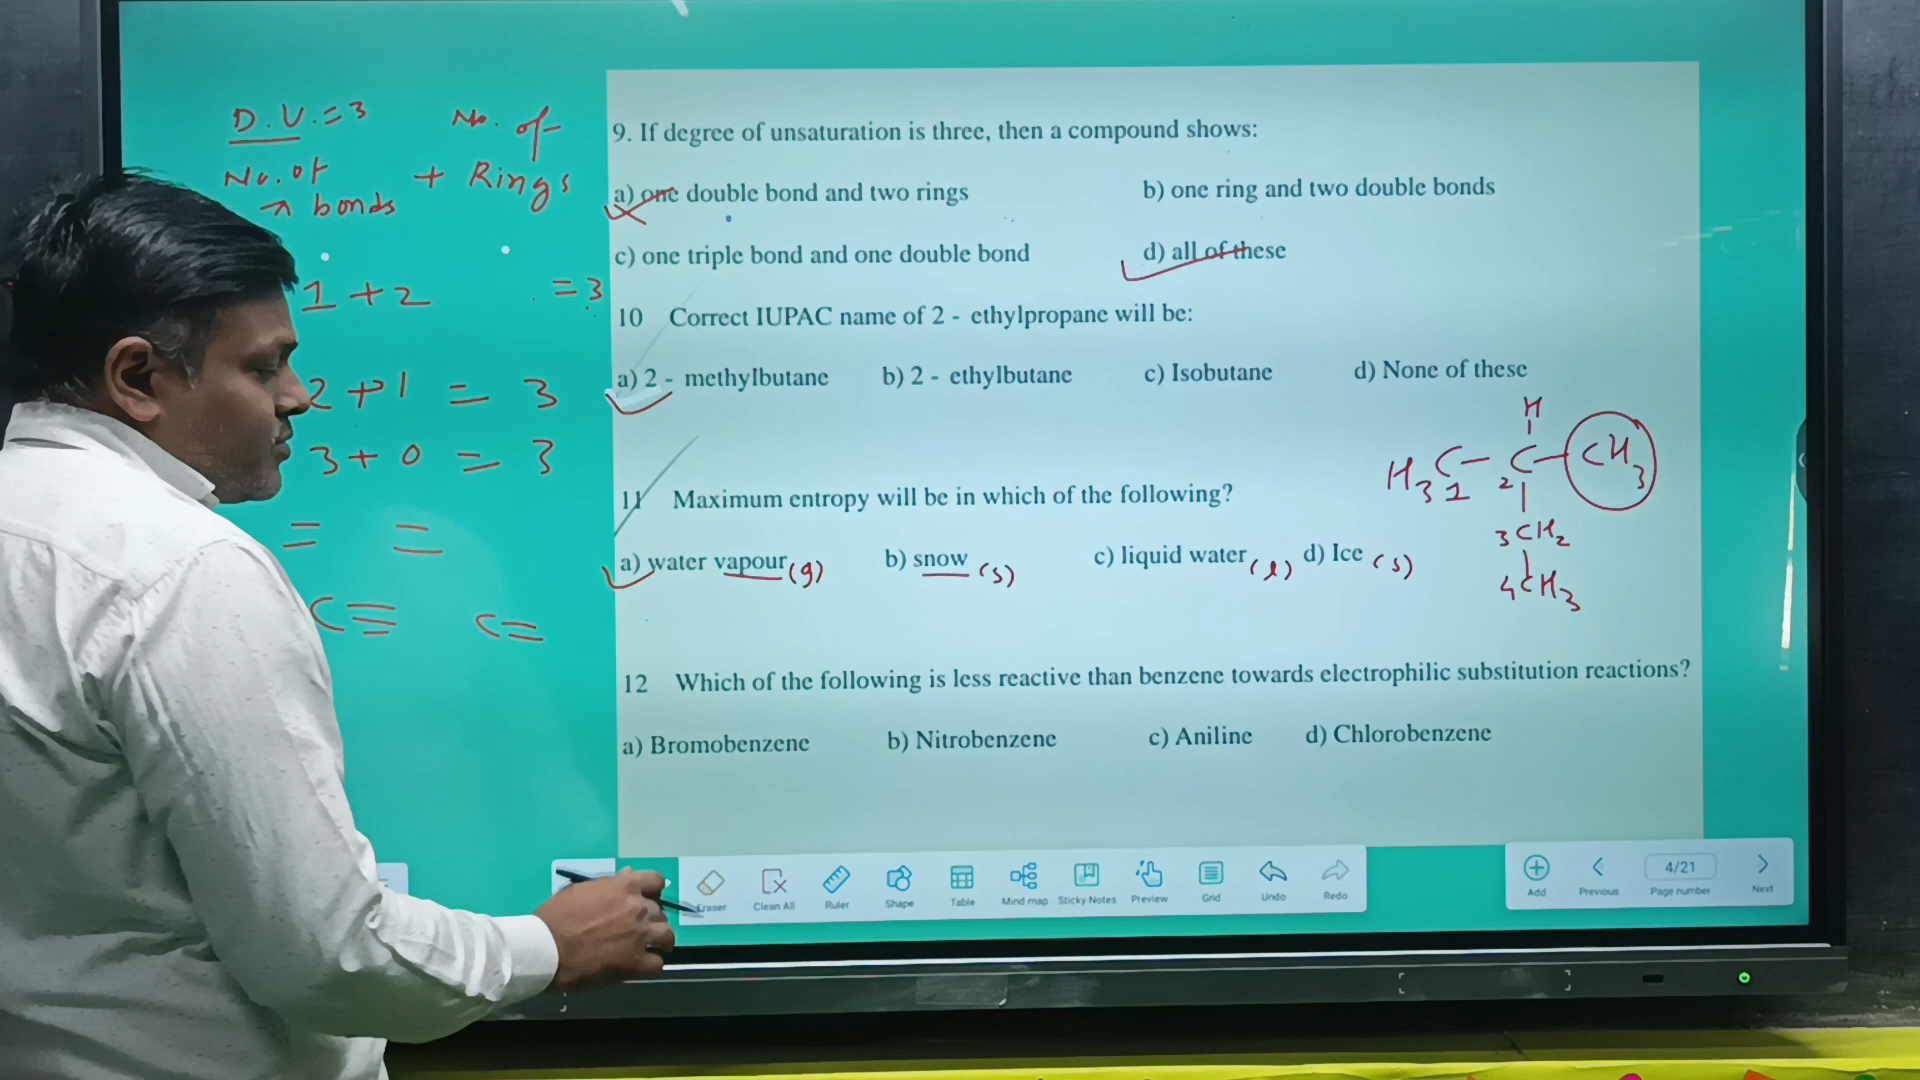 D.U. = 3
No. of π bonds + No. of Rings
1 + 2 = 3
2 + 1 = 3
3 + 0 = 3
= =
C≡ C=
9. If degree of unsaturation is three, then a compound shows:
a) one double bond and two rings b) one ring and two double bonds
c) one triple bond and one double bond d) all of these
10 Correct IUPAC name of 2 - ethylpropane will be:
a) 2 - methylbutane b) 2 - ethylbutane c) Isobutane d) None of these
H
H3C - C - CH3
1 2
3CH2
4CH3
11 Maximum entropy will be in which of the following?
a) water vapour (g) b) snow (s) c) liquid water (l) d) Ice (s)
12 Which of the following is less reactive than benzene towards electrophilic substitution reactions?
a) Bromobenzene b) Nitrobenzene c) Aniline d) Chlorobenzene
Eraser Clean All Ruler Shape Table Mind map Sticky Notes Preview Grid Undo Redo
4/21
Add Previous Page number Next